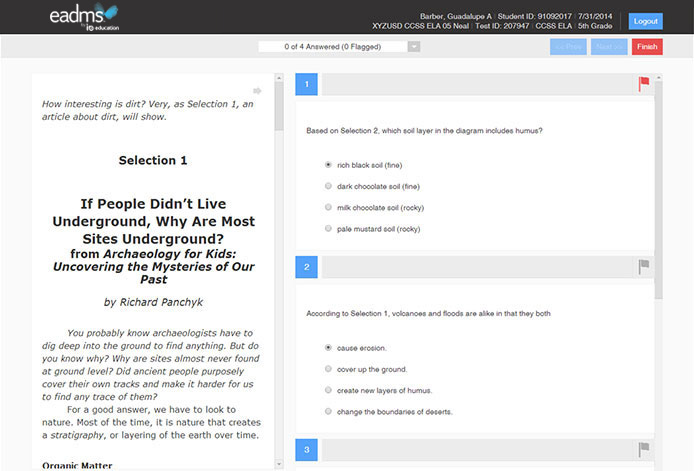 eadms
by io education
Barber, Guadalupe A | Student ID: 91092017 | 7/31/2014
XYZUSD CCSS ELA 05 Neal | Test ID: 207947 | CCSS ELA | 5th Grade
Logout
0 of 4 Answered (0 Flagged)
<< Prev
Next >>
Finish
How interesting is dirt? Very, as Selection 1, an
article about dirt, will show.
Selection 1
If People Didn't Live
Underground, Why Are Most
Sites Underground?
from Archaeology for Kids:
Uncovering the Mysteries of Our
Past
by Richard Panchyk
You probably know archaeologists have to
dig deep into the ground to find anything. But do
you know why? Why are sites almost never found
at ground level? Did ancient people purposely
cover their own tracks and make it harder for us
to find any trace of them?
For a good answer, we have to look to
nature. Most of the time, it is nature that creates
a stratigraphy, or layering of the earth over time.
Organic Matter
1
Based on Selection 2, which soil layer in the diagram includes humus?
rich black soil (fine)
dark chocolate soil (fine)
milk chocolate soil (rocky)
pale mustard soil (rocky)
2
According to Selection 1, volcanoes and floods are alike in that they both
cause erosion.
cover up the ground.
create new layers of humus.
change the boundaries of deserts.
3